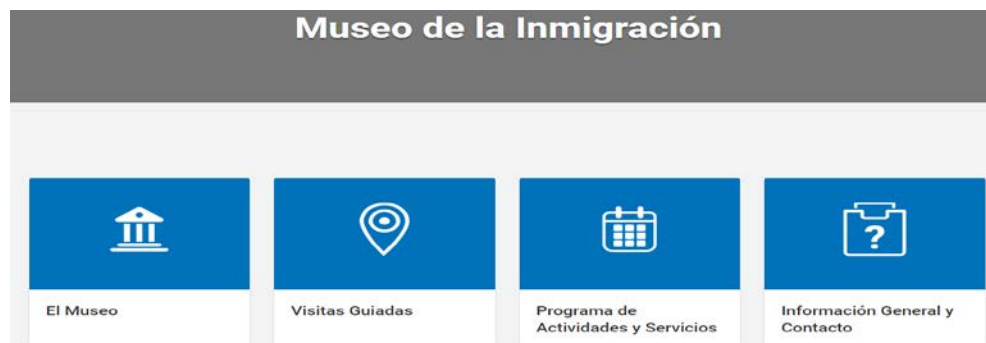 Museo de la Inmigración
El Museo
Visitas Guiadas
Programa de
Actividades y Servicios
Información General y
Contacto